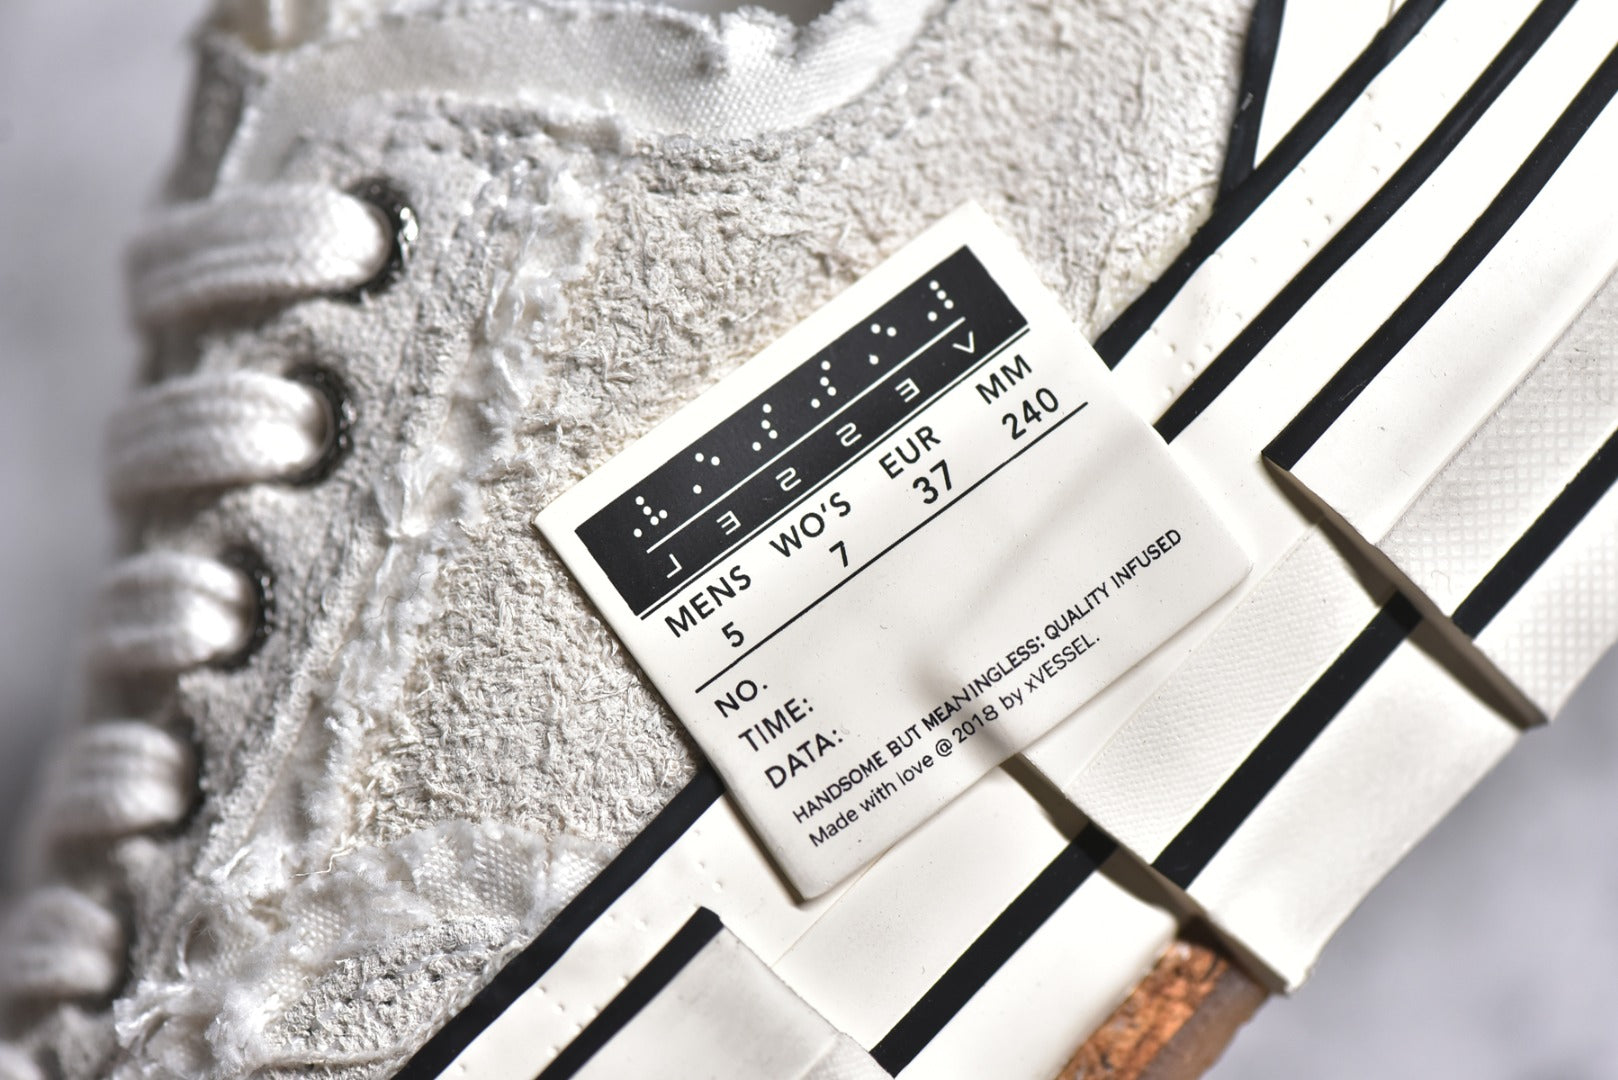 ⅃ƎƧƧƎV
MENS WO'S EUR MM
5 7 37 240
NO.
TIME:
DATA:
HANDSOME BUT MEANINGLESS: QUALITY INFUSED
Made with love @ 2018 by xVESSEL.